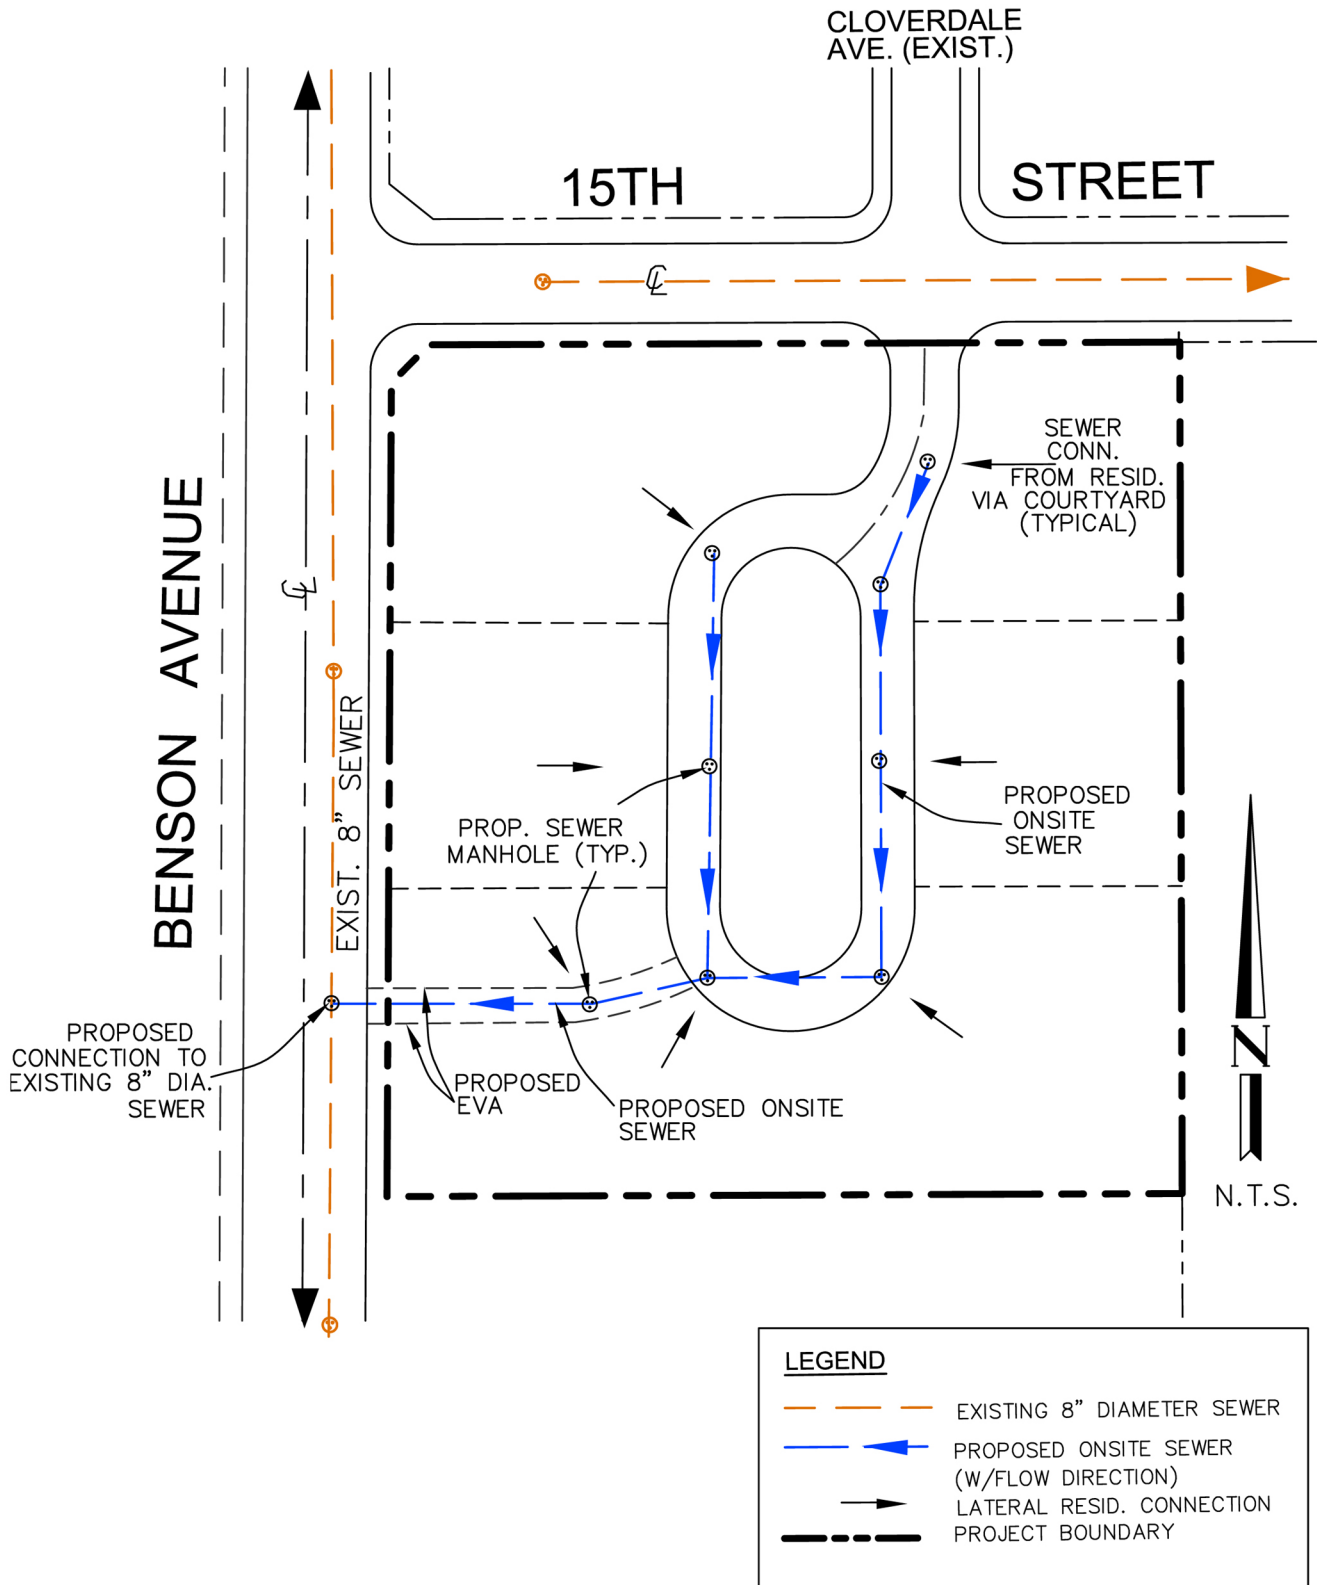 CLOVERDALE
AVE. (EXIST.)
15TH STREET
℄
SEWER
CONN.
FROM RESID.
VIA COURTYARD
(TYPICAL)
BENSON AVENUE
℄
EXIST. 8" SEWER
PROP. SEWER
MANHOLE (TYP.)
PROPOSED
ONSITE
SEWER
PROPOSED
CONNECTION TO
EXISTING 8" DIA.
SEWER
PROPOSED
EVA
PROPOSED ONSITE
SEWER
N
N.T.S.
LEGEND
EXISTING 8" DIAMETER SEWER
PROPOSED ONSITE SEWER
(W/FLOW DIRECTION)
LATERAL RESID. CONNECTION
PROJECT BOUNDARY